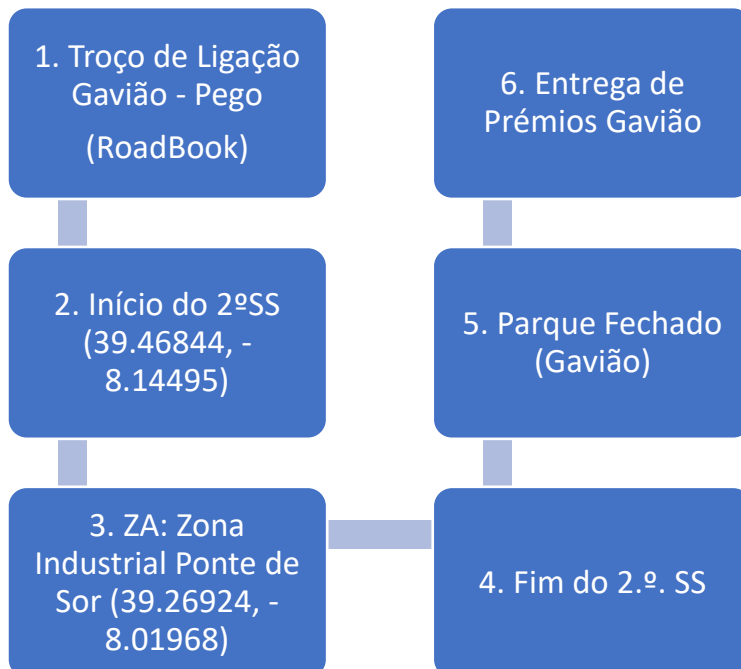 1. Troço de Ligação
Gavião - Pego
(RoadBook)
2. Início do 2ºSS
(39.46844, -
8.14495)
3. ZA: Zona
Industrial Ponte de
Sor (39.26924, -
8.01968)
4. Fim do 2.º. SS
5. Parque Fechado
(Gavião)
6. Entrega de
Prémios Gavião